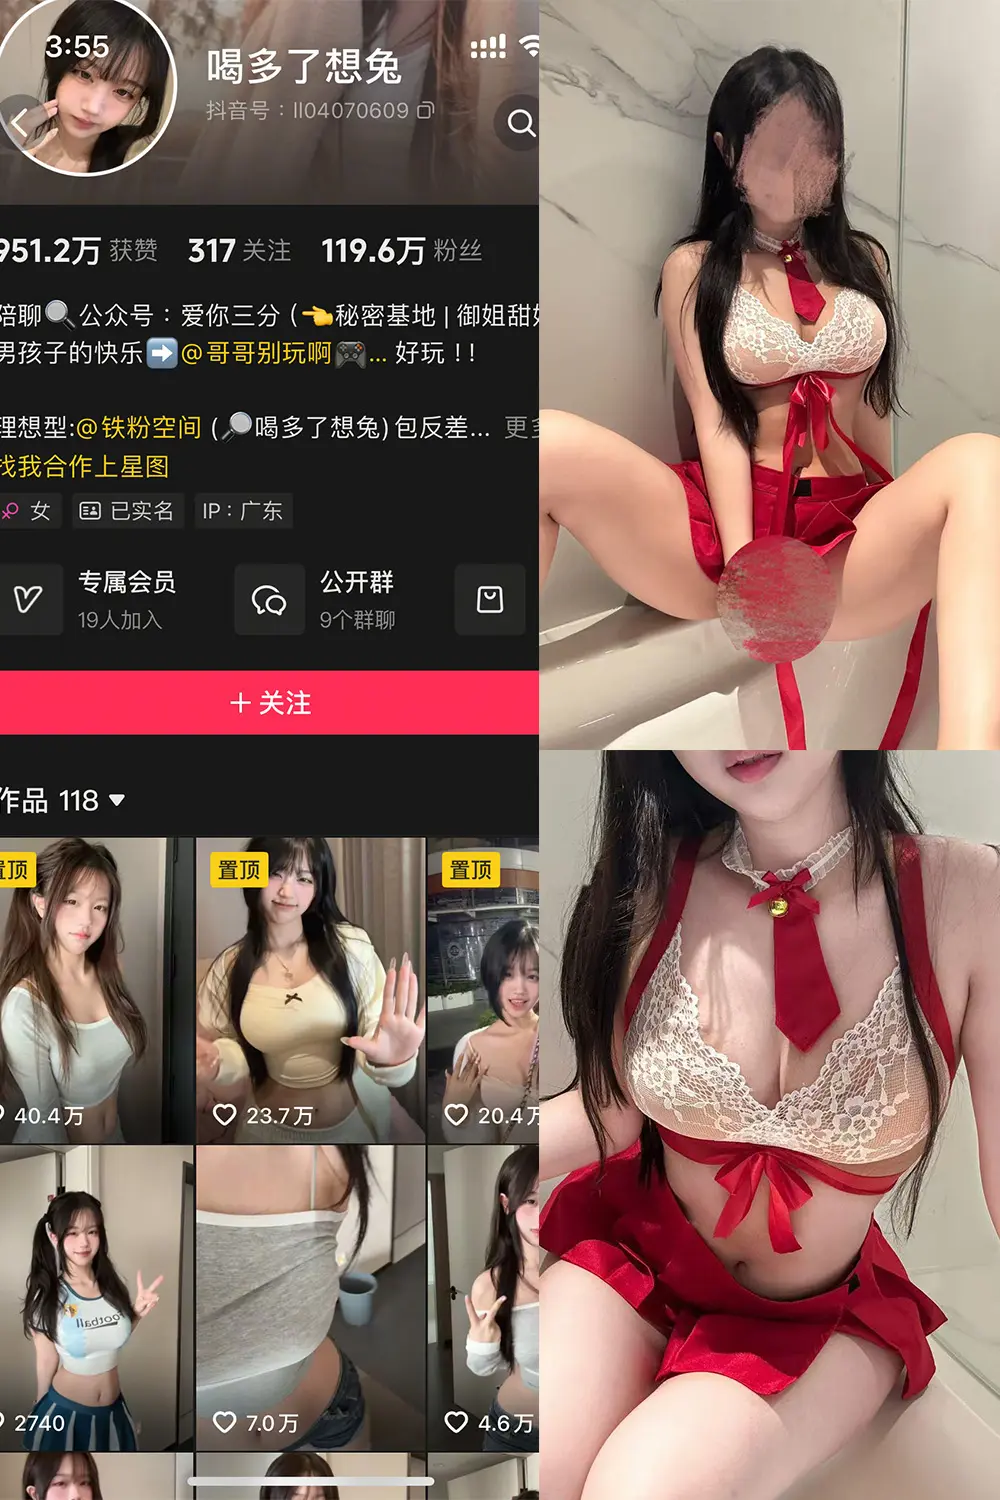 3:55
喝多了想兔
抖音号：ll04070609
951.2万 获赞 317 关注 119.6万 粉丝
陪聊🔍公众号：爱你三分 (👈秘密基地 | 御姐甜
男孩子的快乐➡️@哥哥别玩啊🎮... 好玩 ! !
理想型:@铁粉空间 (🔎喝多了想兔) 包反差... 更
找我合作上星图
女 已实名 IP：广东
专属会员 公开群
19人加入 9个群聊
+ 关注
作品 118
置顶 置顶 置顶
40.4万 23.7万 20.4万
football
2740 7.0万 4.6万